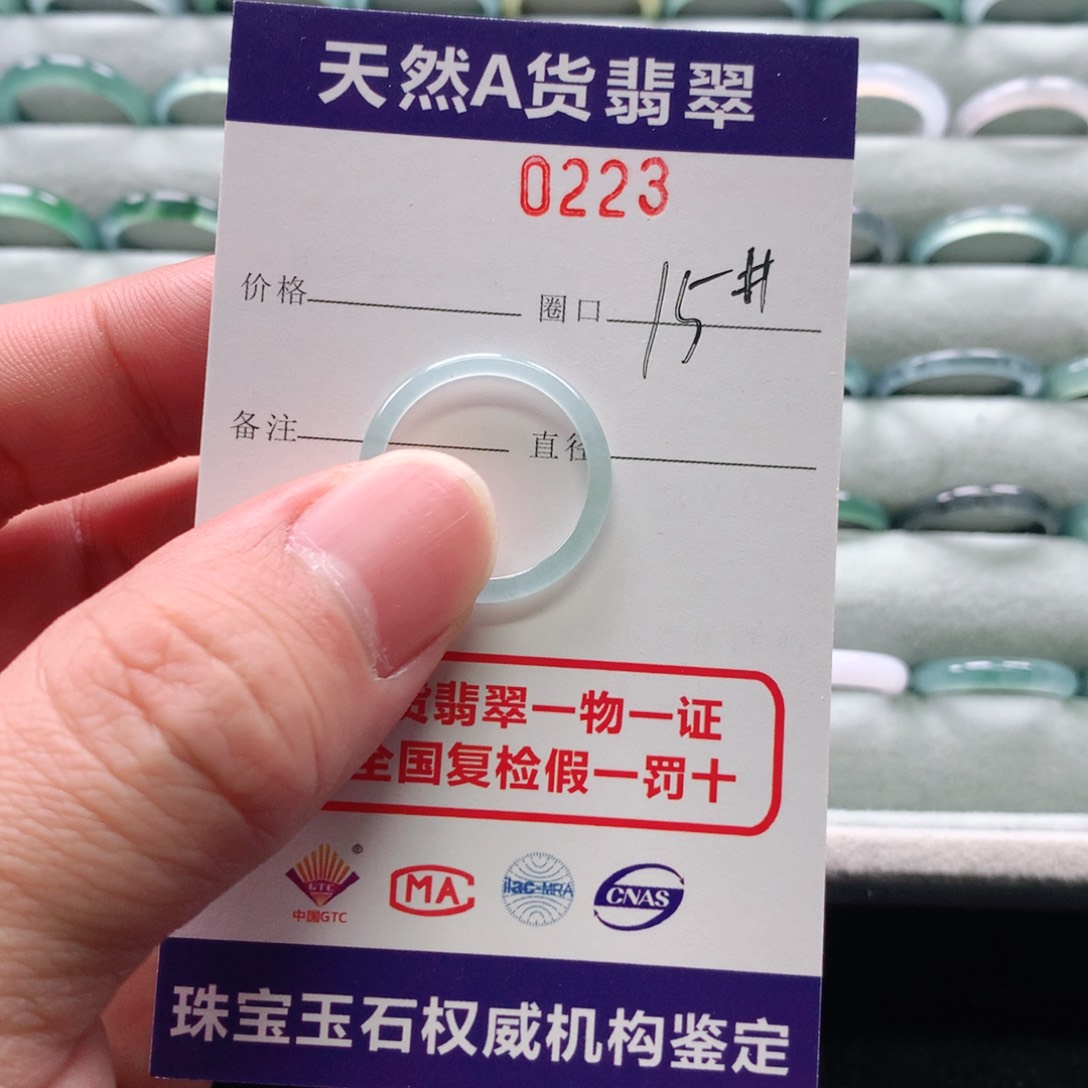 天然A货翡翠
0223
价格 圈口 15#
备注 直径
货翡翠一物一证
全国复检假一罚十
GTC ®
中国GTC
MA
ilac-MRA
CNAS
珠宝玉石权威机构鉴定